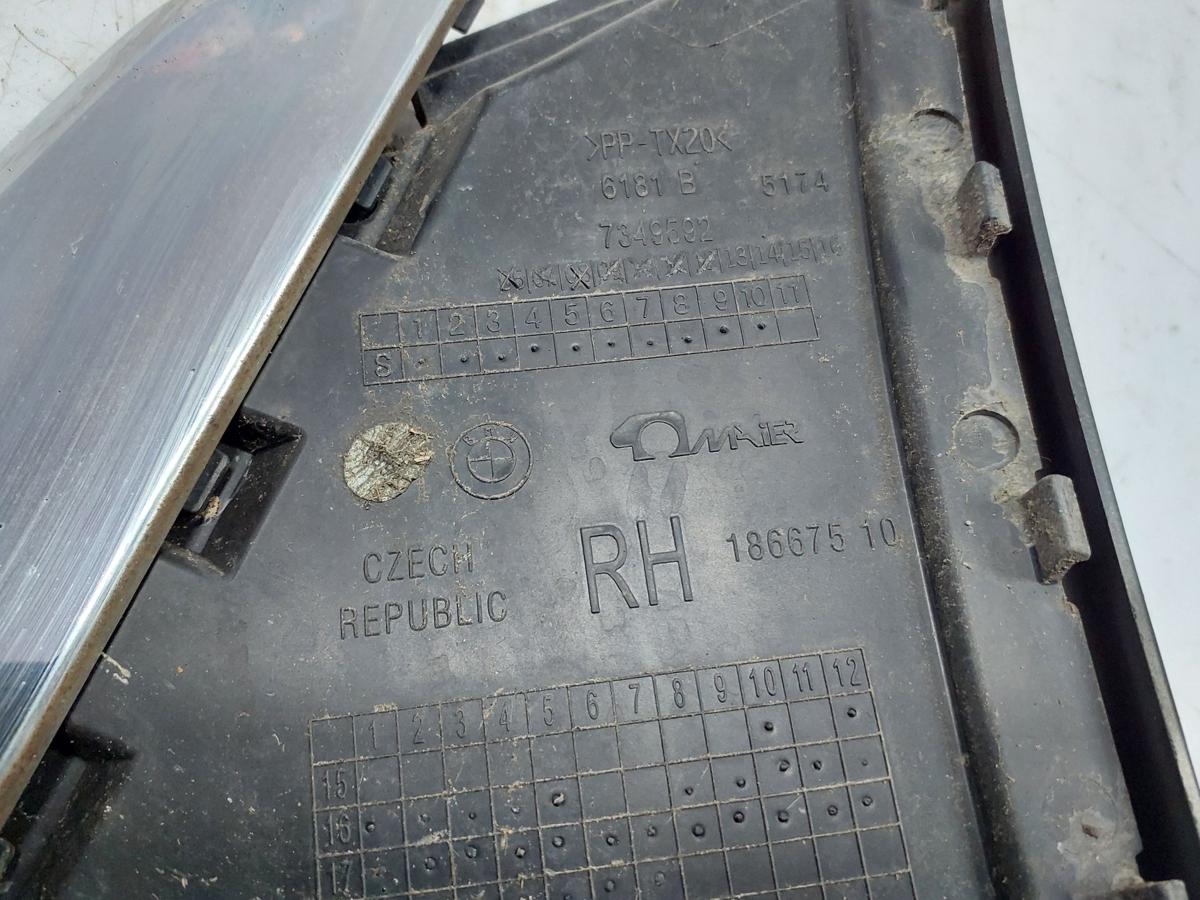 >PP-TX20<
6181 B 5174
7349592
13|14|15|16
1 2 3 4 5 6 7 8 9 10 11
S
BMW
MAIER
CZECH
REPUBLIC
RH
186675 10
1 2 3 4 5 6 7 8 9 10 11 12
15
16
17